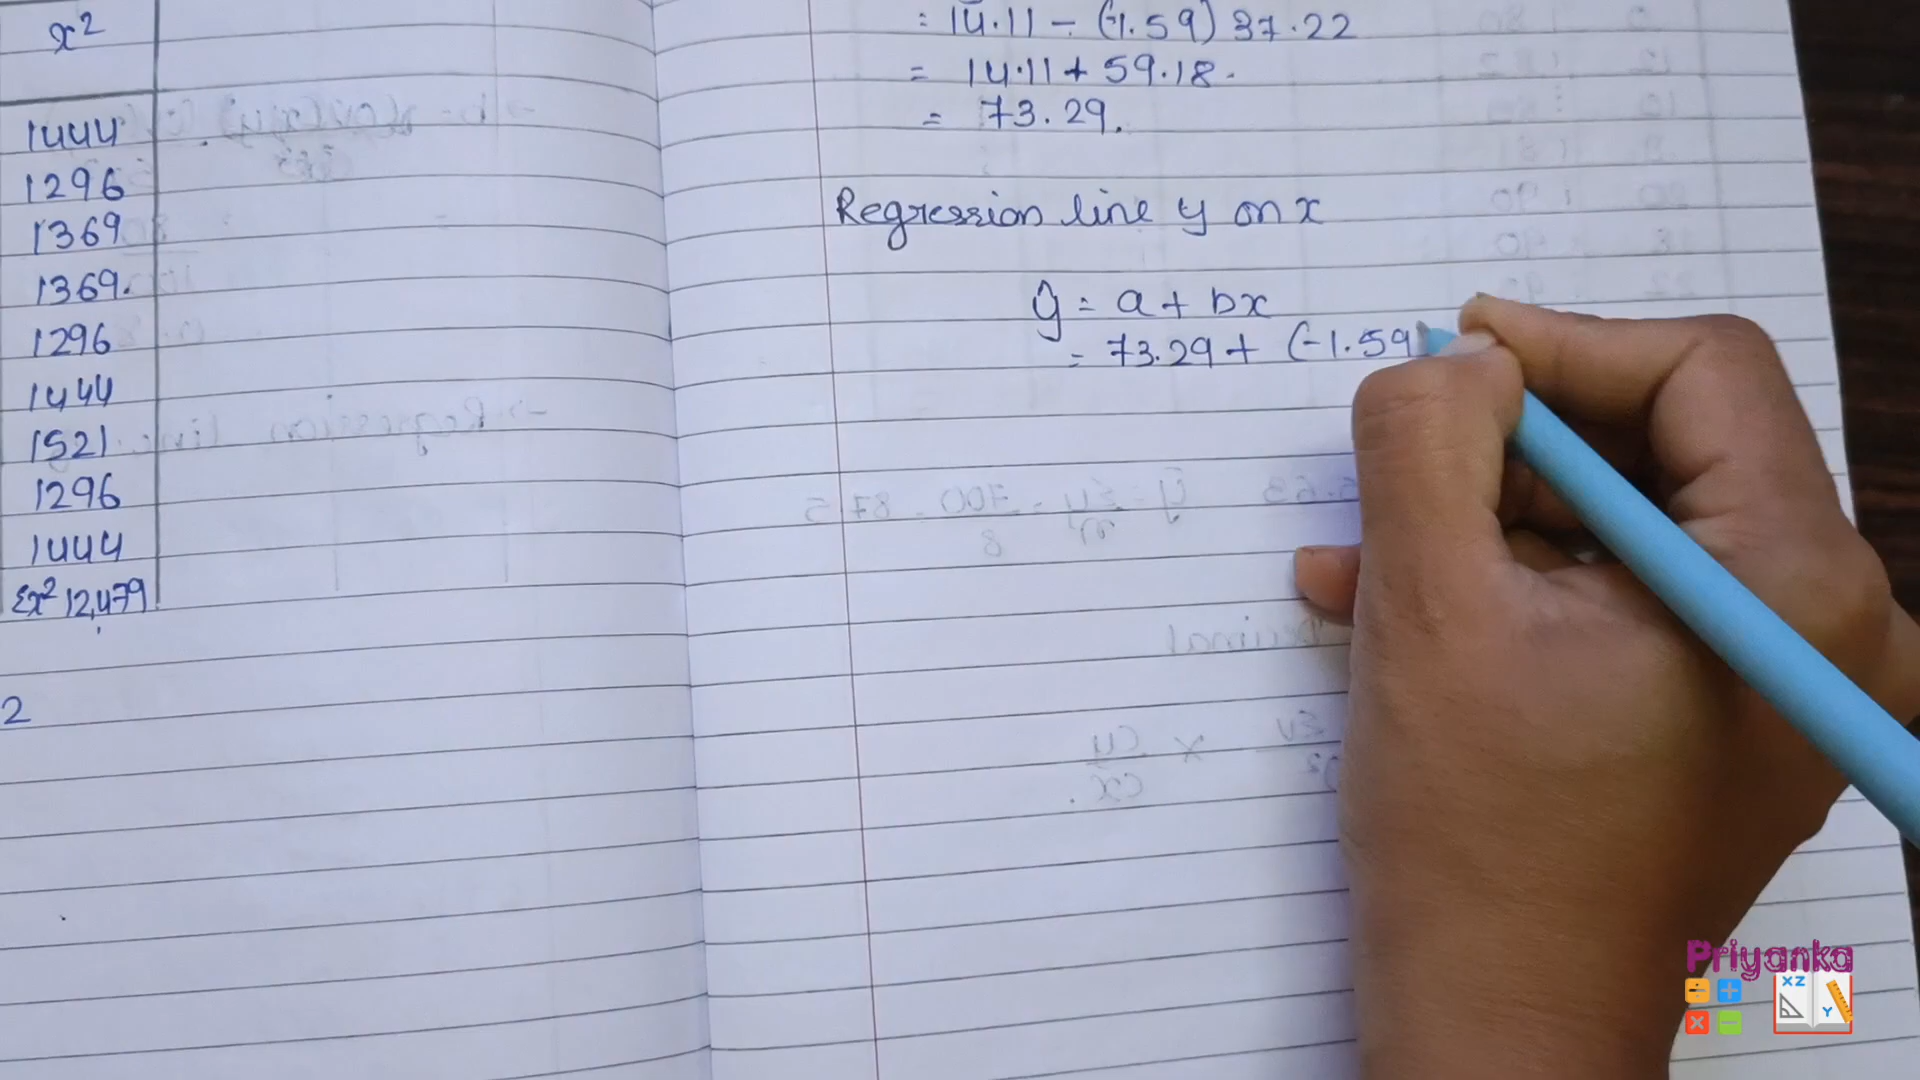 x²
1444
1296
1369
1369.
1296
1444
1521
1296
1444
Σx² 12,479
2
= 14.11 - (-1.59) 37.22
= 14.11 + 59.18.
= 73.29.
Regression line y on x
ŷ = a + bx
= 73.29 + (-1.59)
Priyanka
XZ
Y